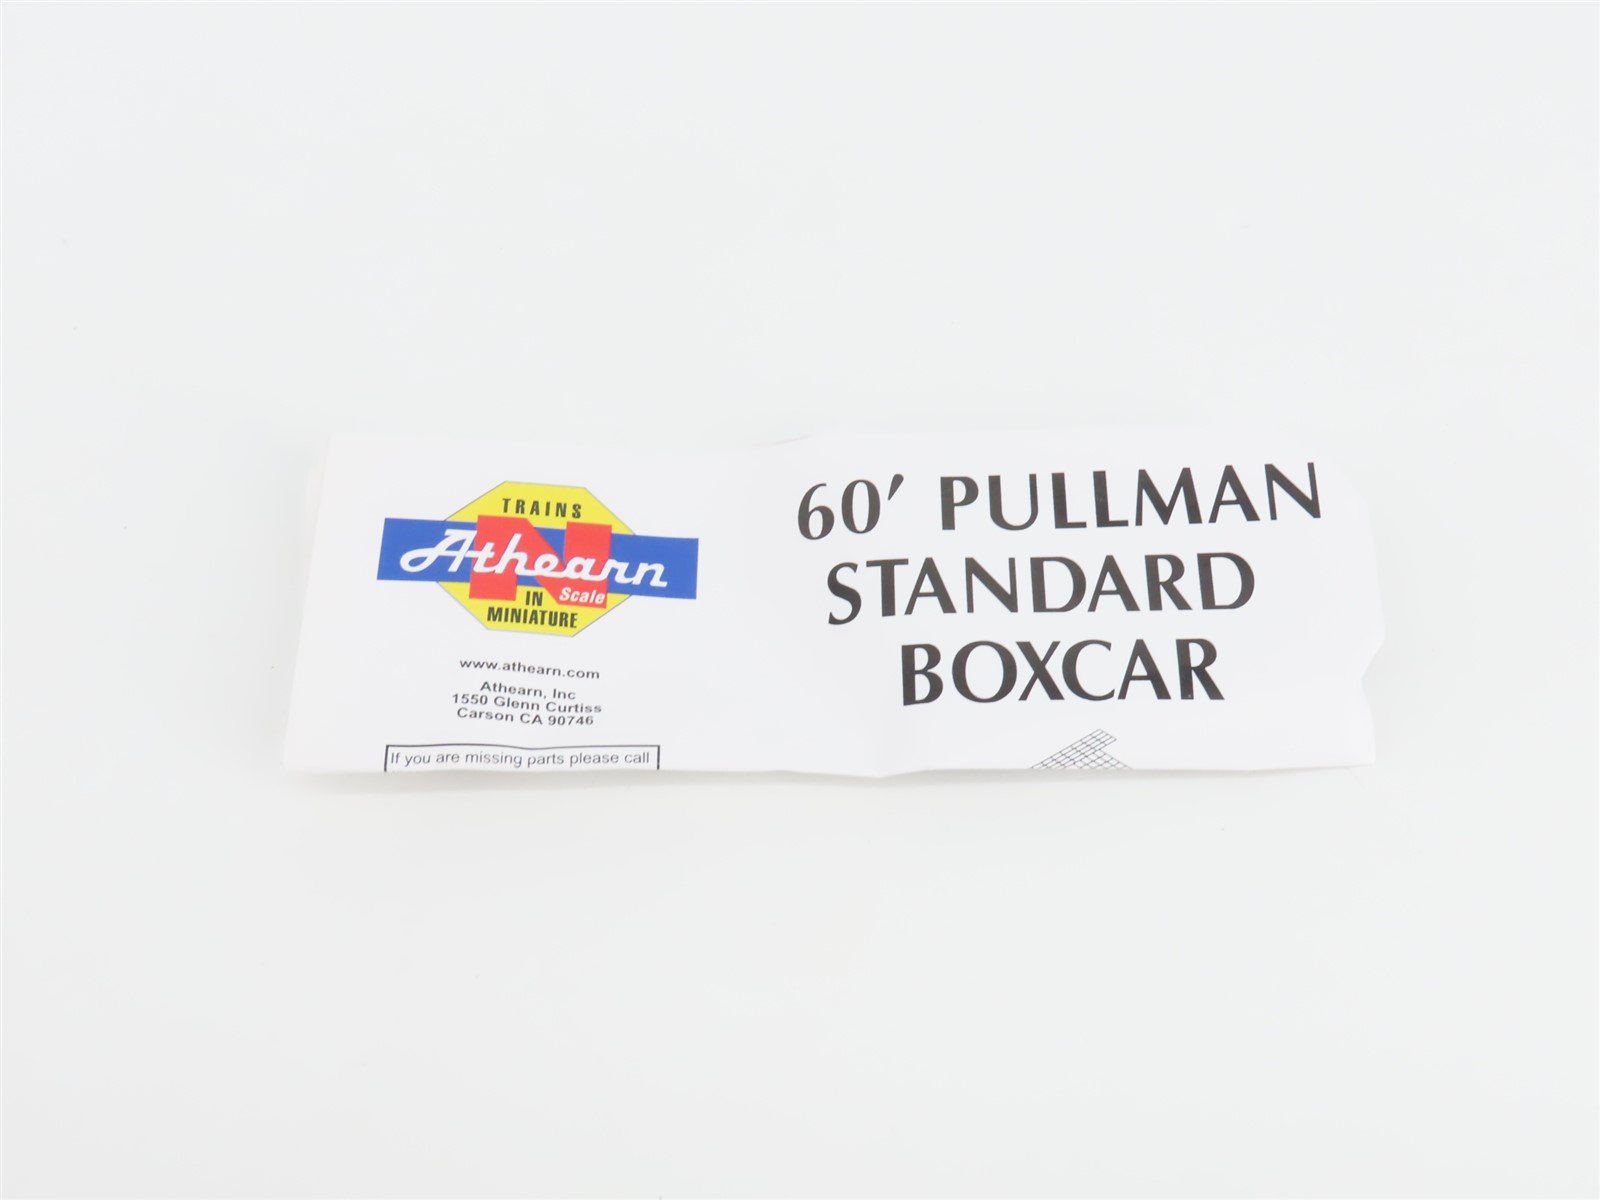 TRAINS
Athearn
N
Scale
IN
MINIATURE
www.athearn.com
Athearn, Inc
1550 Glenn Curtiss
Carson CA 90746
If you are missing parts please call
60' PULLMAN
STANDARD
BOXCAR